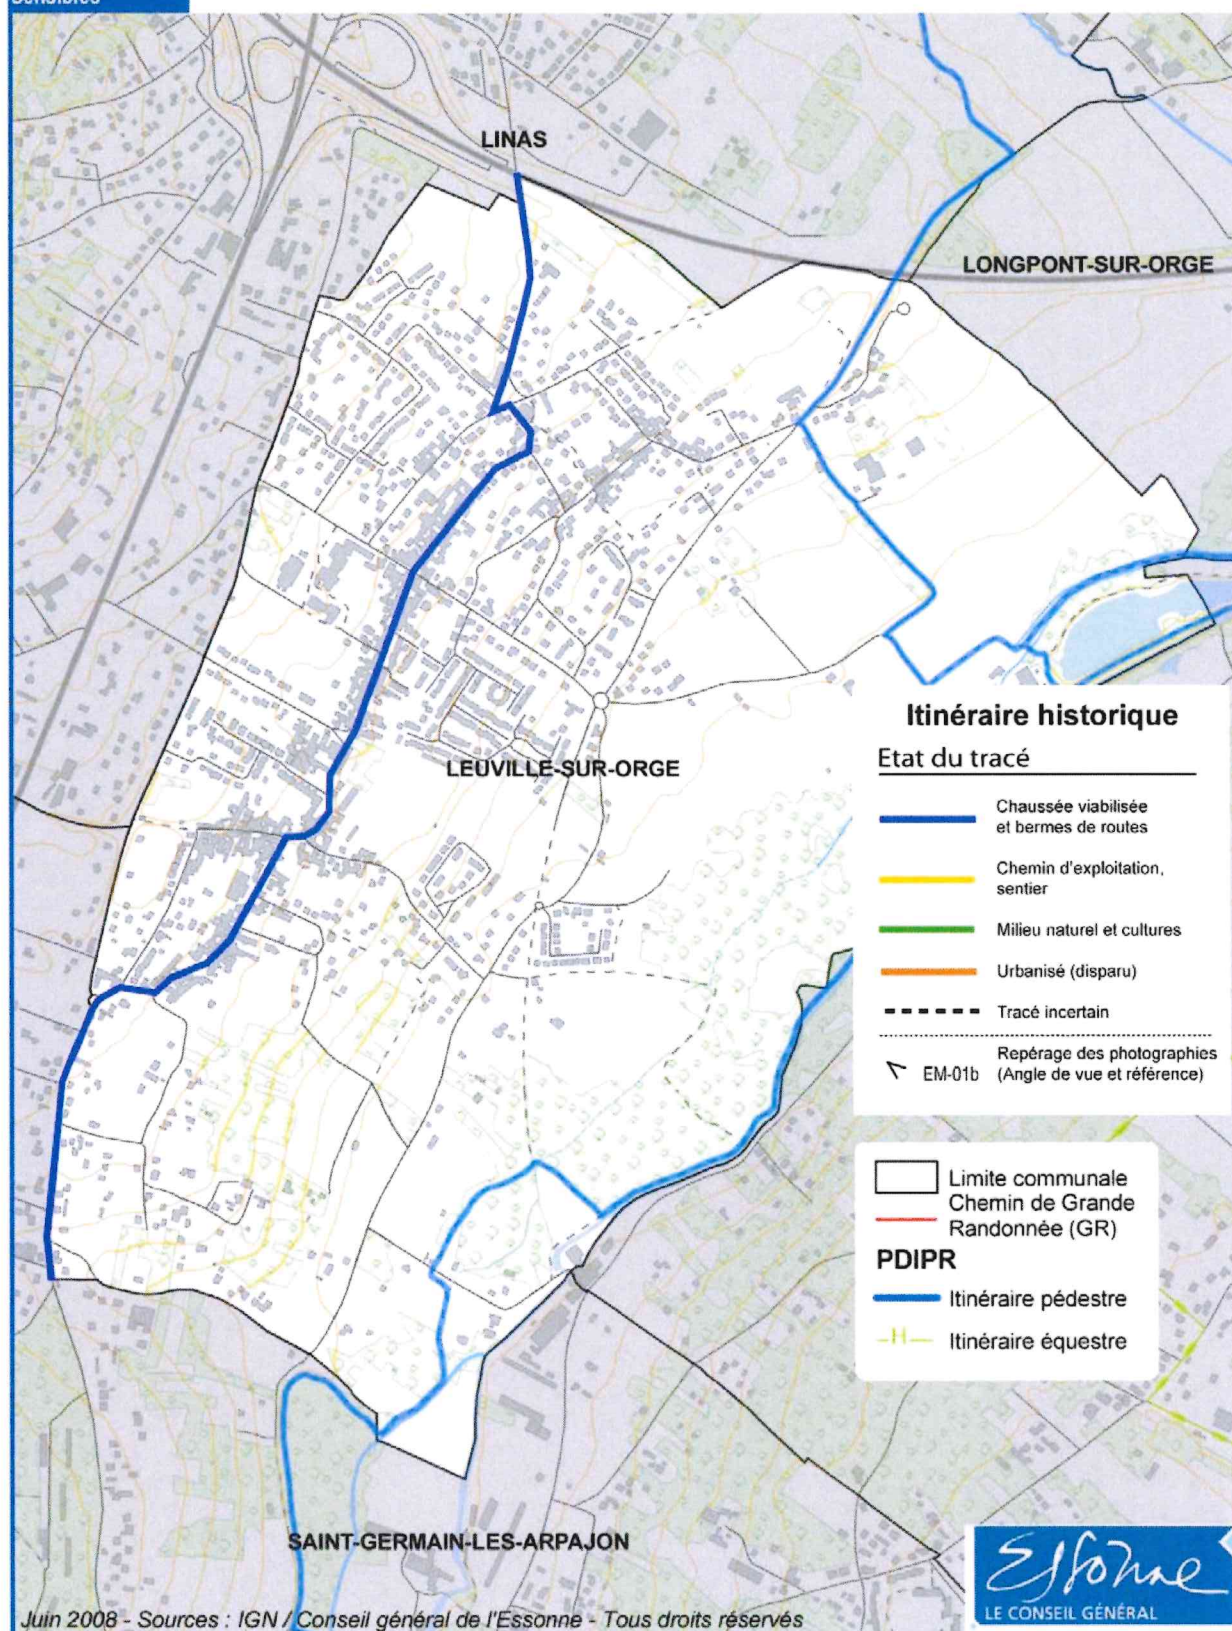 Sensibles
LINAS
LONGPONT-SUR-ORGE
LEUVILLE-SUR-ORGE
Itinéraire historique
Etat du tracé
Chaussée viabilisée
et bermes de routes
Chemin d'exploitation,
sentier
Milieu naturel et cultures
Urbanisé (disparu)
Tracé incertain
EM-01b
Repérage des photographies
(Angle de vue et référence)
Limite communale
Chemin de Grande
Randonnée (GR)
PDIPR
Itinéraire pédestre
H
Itinéraire équestre
SAINT-GERMAIN-LES-ARPAJON
Essonne
LE CONSEIL GÉNÉRAL
Juin 2008 - Sources : IGN / Conseil général de l'Essonne - Tous droits réservés